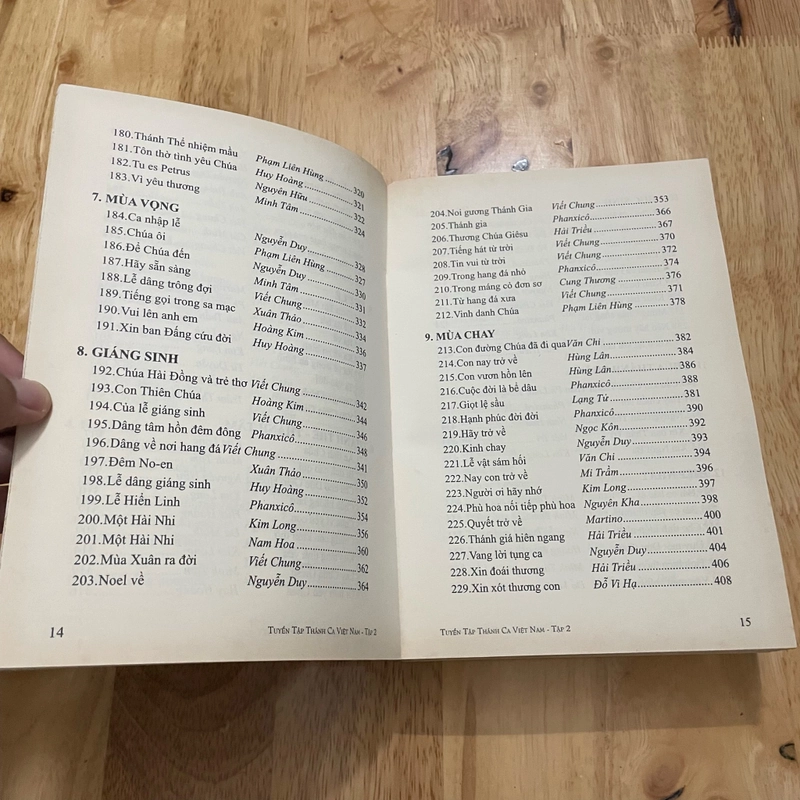 180.Thánh Thể nhiệm mầu Phạm Liên Hùng ............320
181.Tôn thờ tình yêu Chúa Huy Hoàng ..............321
182.Tu es Petrus Nguyên Hữu .............322
183.Vì yêu thương Minh Tâm .................324
7. MÙA VỌNG
184.Ca nhập lễ Nguyễn Duy ............328
185.Chúa ôi Phạm Liên Hùng .........327
186.Để Chúa đến Nguyễn Duy ............330
187.Hãy sẵn sàng Minh Tâm ................331
188.Lễ dâng trông đợi Viết Chung ..............332
189.Tiếng gọi trong sa mạc Xuân Thảo .............334
190.Vui lên anh em Hoàng Kim .............336
191.Xin ban Đấng cứu đời Huy Hoàng .............337
8. GIÁNG SINH
192.Chúa Hài Đồng và trẻ thơ Viết Chung ................342
193.Con Thiên Chúa Hoàng Kim ...............344
194.Của lễ giáng sinh Viết Chung ...............346
195.Dâng tâm hồn đêm đông Phanxicô..................348
196.Dâng về nơi hang đá Viết Chung ................341
197.Đêm No-en Xuân Thảo ...............350
198.Lễ dâng giáng sinh Huy Hoàng ...............352
199.Lễ Hiển Linh Phanxicô..................354
200.Một Hài Nhi Kim Long .................356
201.Một Hài Nhi Nam Hoa ..................360
202.Mùa Xuân ra đời Viết Chung ................362
203.Noel về Nguyễn Duy ..............364
14 TUYỂN TẬP THÁNH CA VIỆT NAM - TẬP 2
204.Noi gương Thánh Gia Viết Chung ................353
205.Thánh gia Phanxicô...................366
206.Thương Chúa Giêsu Hải Triều .................367
207.Tiếng hát từ trời Viết Chung ................370
208.Tin vui từ trời Viết Chung ................372
209.Trong hang đá nhỏ Phanxicô...................374
210.Trong máng cỏ đơn sơ Cung Thương .............376
211.Từ hang đá xưa Viết Chung ................371
212.Vinh danh Chúa Phạm Liên Hùng .........378
9. MÙA CHAY
213.Con đường Chúa đã đi qua Văn Chi ..................382
214.Con nay trở về Hùng Lân..................384
215.Con vươn hồn lên Hùng Lân..................386
216.Cuộc đời là bể dâu Phanxicô..................388
217.Giọt lệ sầu Lạng Tử ...................381
218.Hạnh phúc đời đời Phanxicô..................390
219.Hãy trở về Ngọc Kôn..................392
220.Kinh chay Nguyễn Duy ..............393
221.Lễ vật sám hối Văn Chi ...................394
222.Nay con trở về Mi Trầm ..................396
223.Người ơi hãy nhớ Kim Long.................397
224.Phù hoa nối tiếp phù hoa Nguyên Kha ..............398
225.Quyết trở về Martino....................400
226.Thánh giá hiên ngang Hải Triều .................401
227.Vang lời tụng ca Nguyễn Duy ..............404
228.Xin đoái thương Hải Triều .................406
229.Xin xót thương con Đỗ Vi Hạ .................408
TUYỂN TẬP THÁNH CA VIỆT NAM - TẬP 2 15